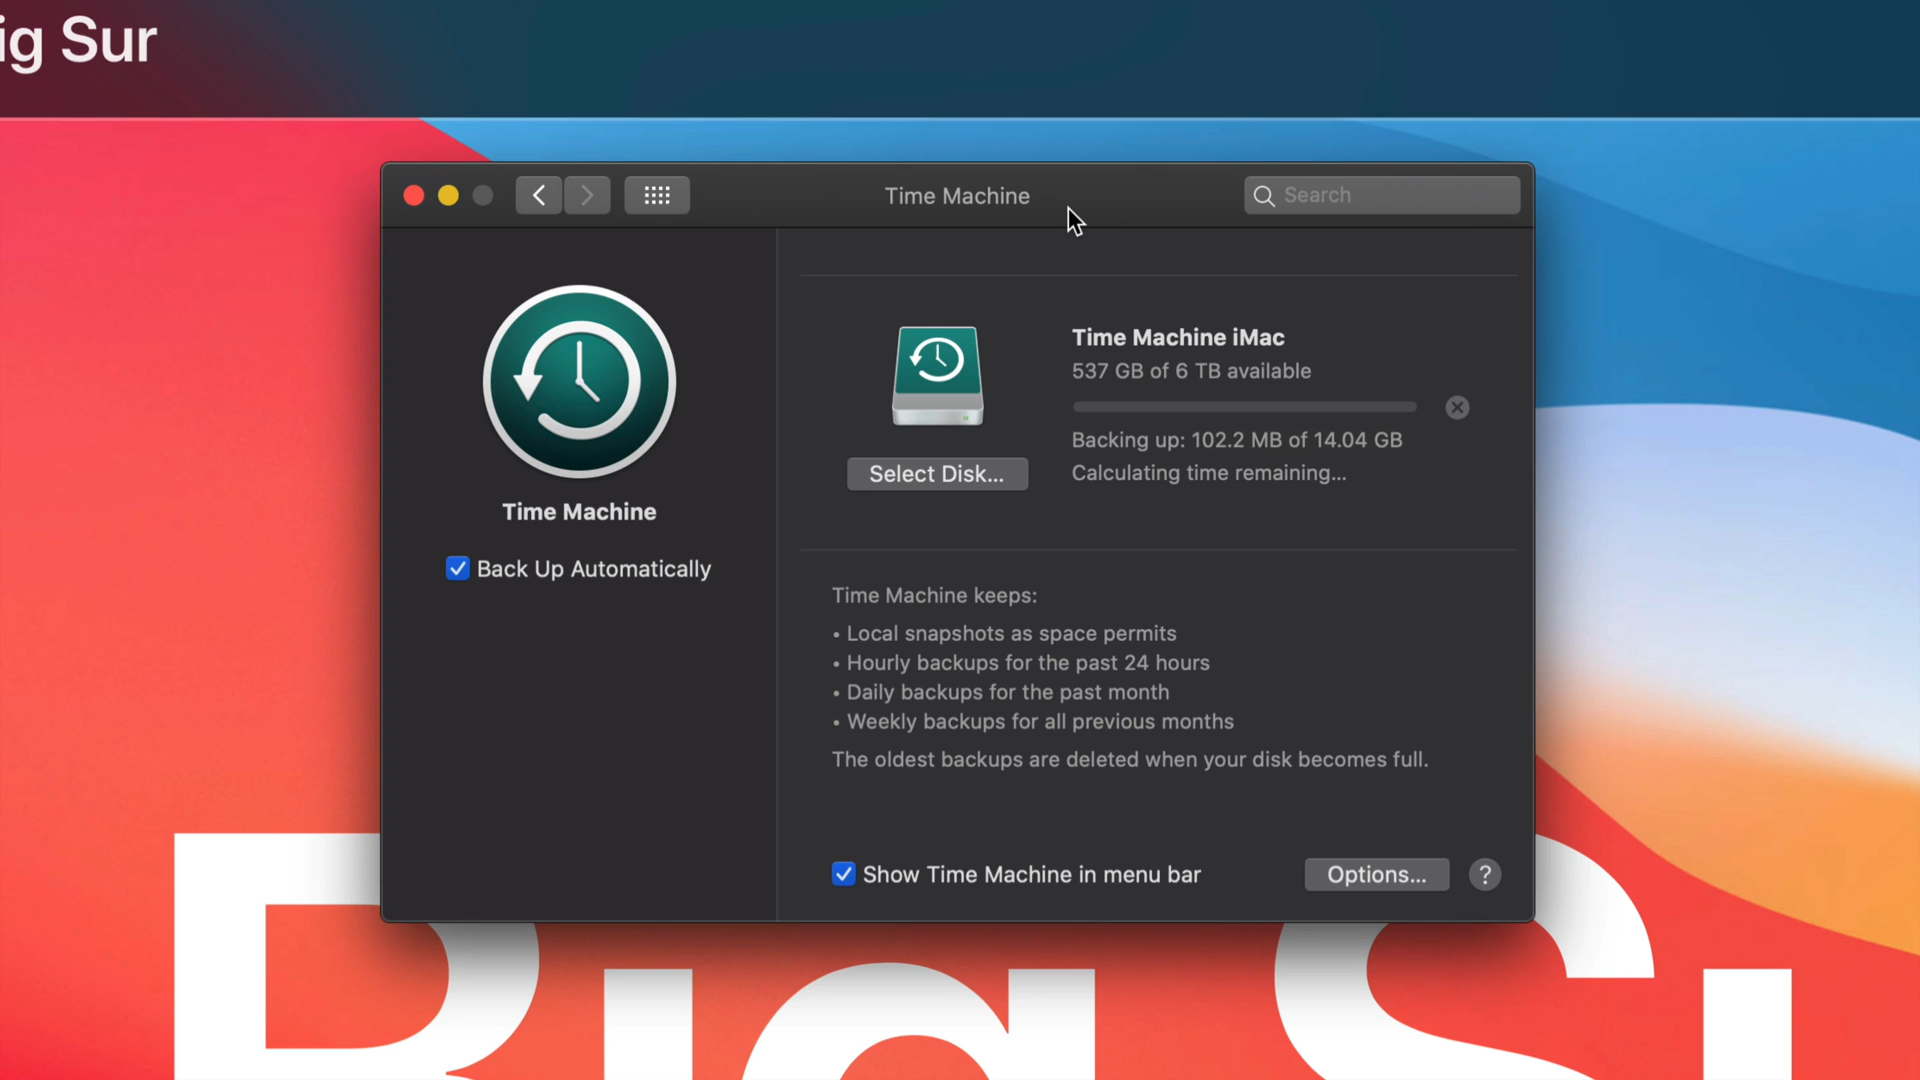 ig Sur
Time Machine
Search
Time Machine iMac
537 GB of 6 TB available
Backing up: 102.2 MB of 14.04 GB
Calculating time remaining...
Select Disk...
Time Machine
Back Up Automatically
Time Machine keeps:
• Local snapshots as space permits
• Hourly backups for the past 24 hours
• Daily backups for the past month
• Weekly backups for all previous months
The oldest backups are deleted when your disk becomes full.
Show Time Machine in menu bar
Options...
?
Big Su